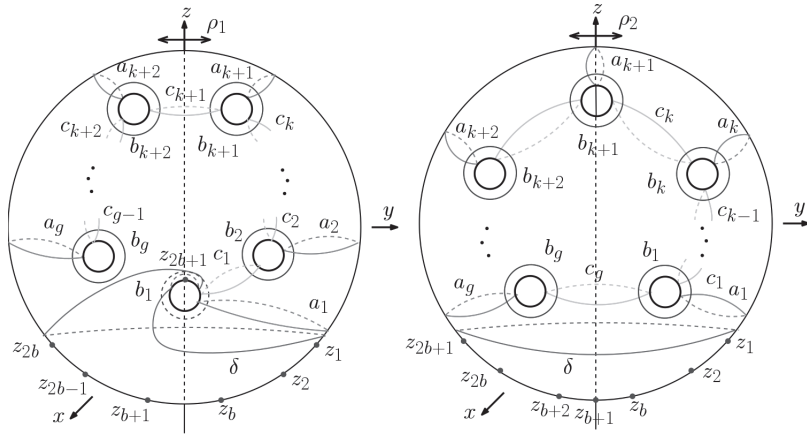 z
ρ₁
a_{k+2}
a_{k+1}
c_{k+1}
c_{k+2}
c_k
b_{k+2}
b_{k+1}
y
c_{g-1}
c_2
a_g
b_g
b_2
a_2
z_{2b+1}
c_1
b_1
a_1
z_{2b}
δ
z_1
z_{2b-1}
z_2
x
z_{b+1}
z_b
z
ρ₂
a_{k+1}
c_k
a_{k+2}
a_k
b_{k+1}
b_{k+2}
b_k
c_{k-1}
y
b_g
b_1
c_g
c_1
a_g
a_1
z_{2b+1}
z_1
δ
z_{2b}
z_2
x
z_{b+2}
z_{b+1}
z_b